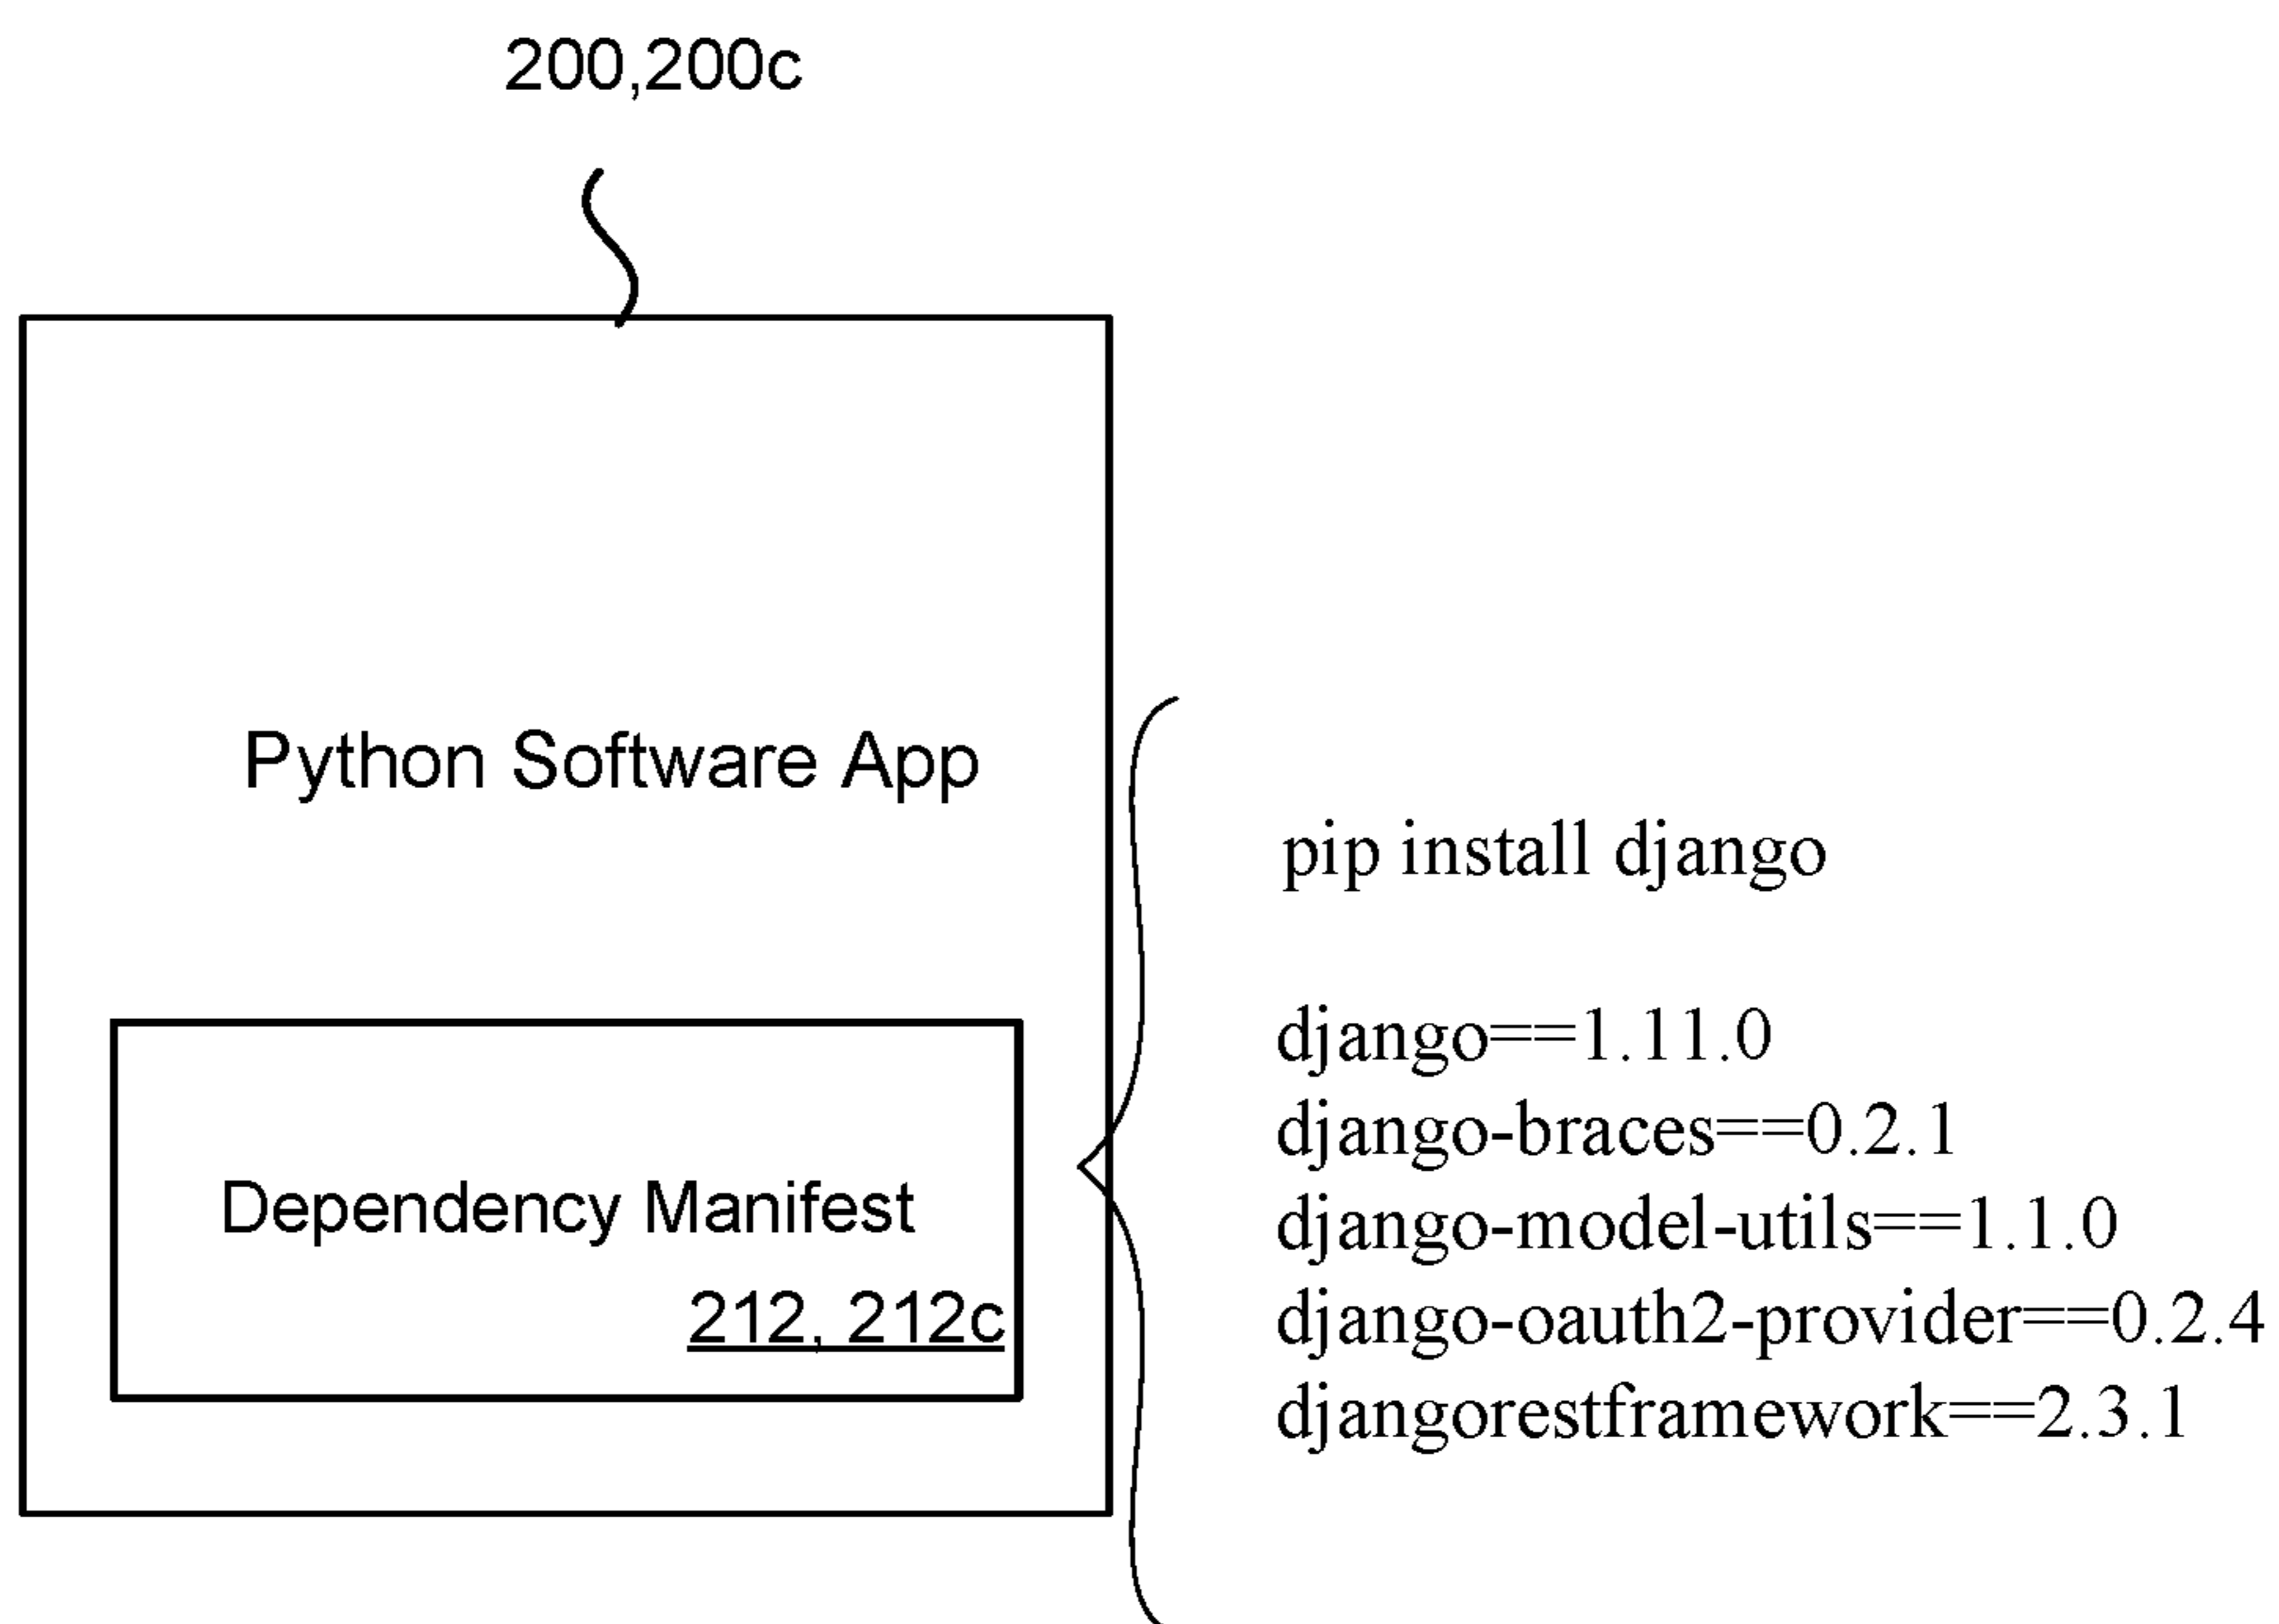 200,200c
Python Software App
Dependency Manifest
212, 212c
pip install django
django==1.11.0
django-braces==0.2.1
django-model-utils==1.1.0
django-oauth2-provider==0.2.4
djangorestframework==2.3.1